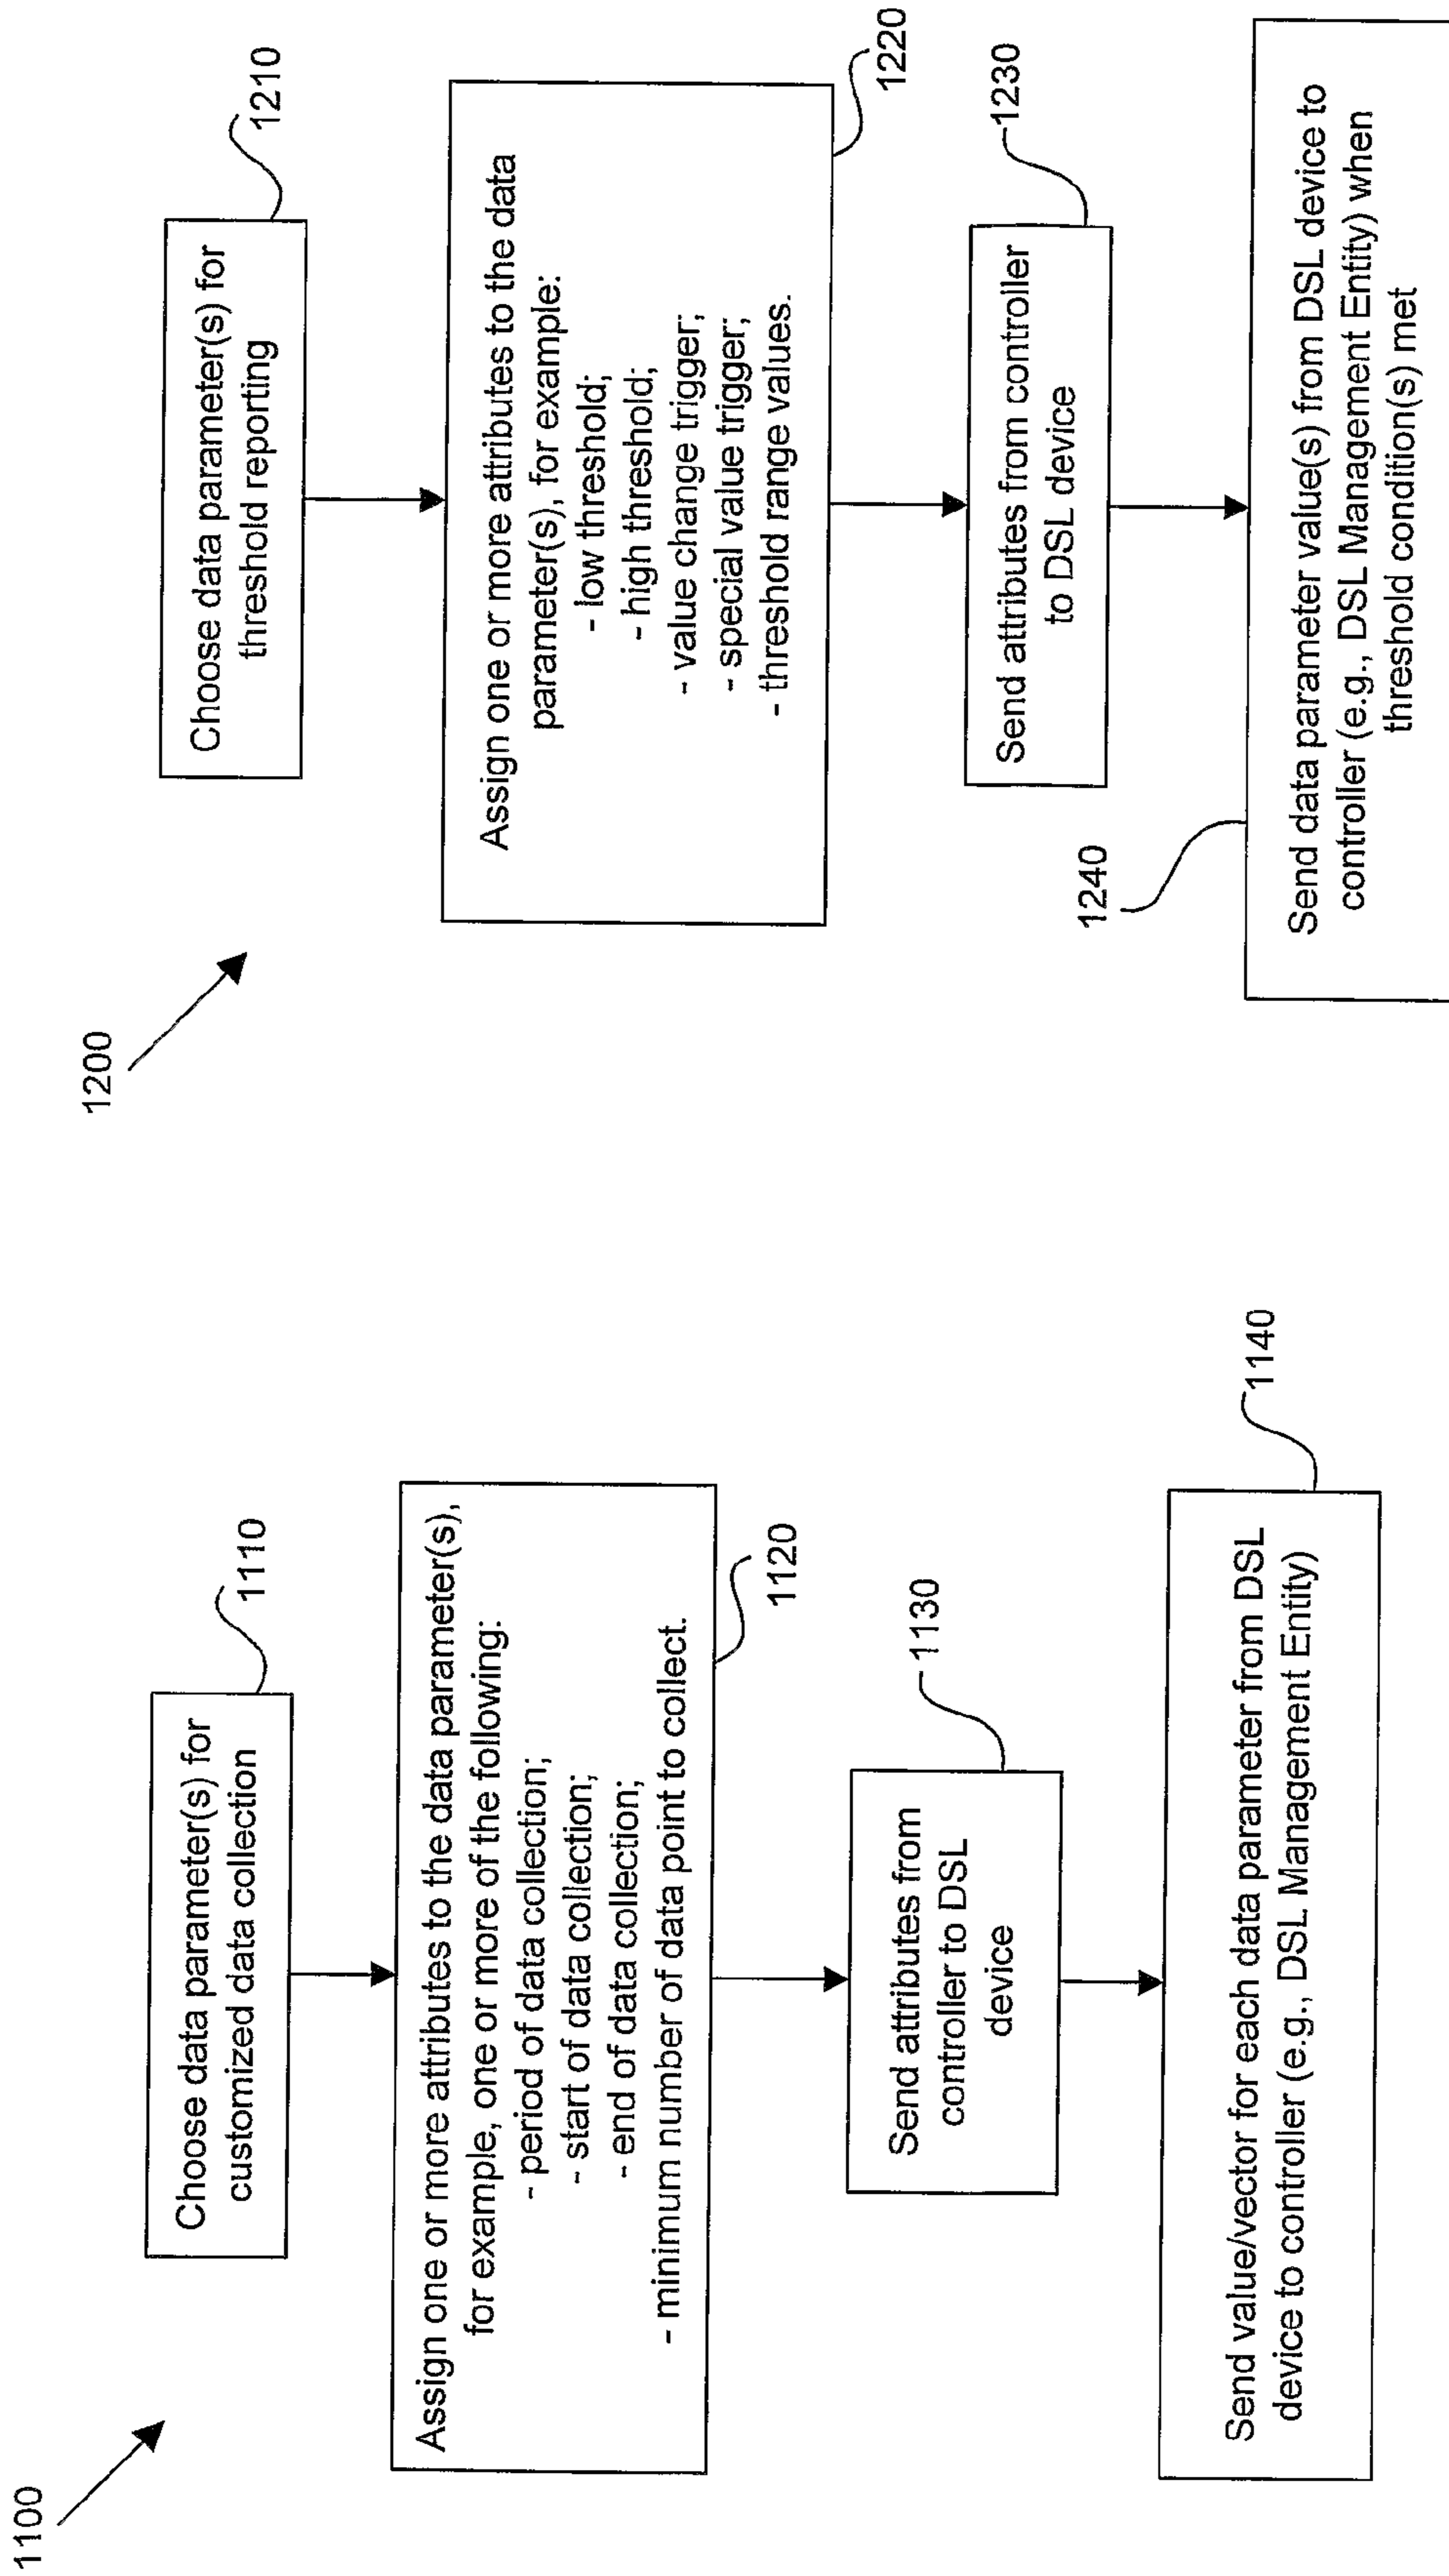 1100
Choose data parameter(s) for
customized data collection
1110
Assign one or more attributes to the data parameter(s),
for example, one or more of the following:
- period of data collection;
- start of data collection;
- end of data collection;
- minimum number of data point to collect.
1120
Send attributes from
controller to DSL
device
1130
Send value/vector for each data parameter from DSL
device to controller (e.g., DSL Management Entity)
1140
1200
Choose data parameter(s) for
threshold reporting
1210
Assign one or more attributes to the data
parameter(s), for example:
- low threshold;
- high threshold;
- value change trigger;
- special value trigger;
- threshold range values.
1220
Send attributes from controller
to DSL device
1230
1240
Send data parameter value(s) from DSL device to
controller (e.g., DSL Management Entity) when
threshold condition(s) met